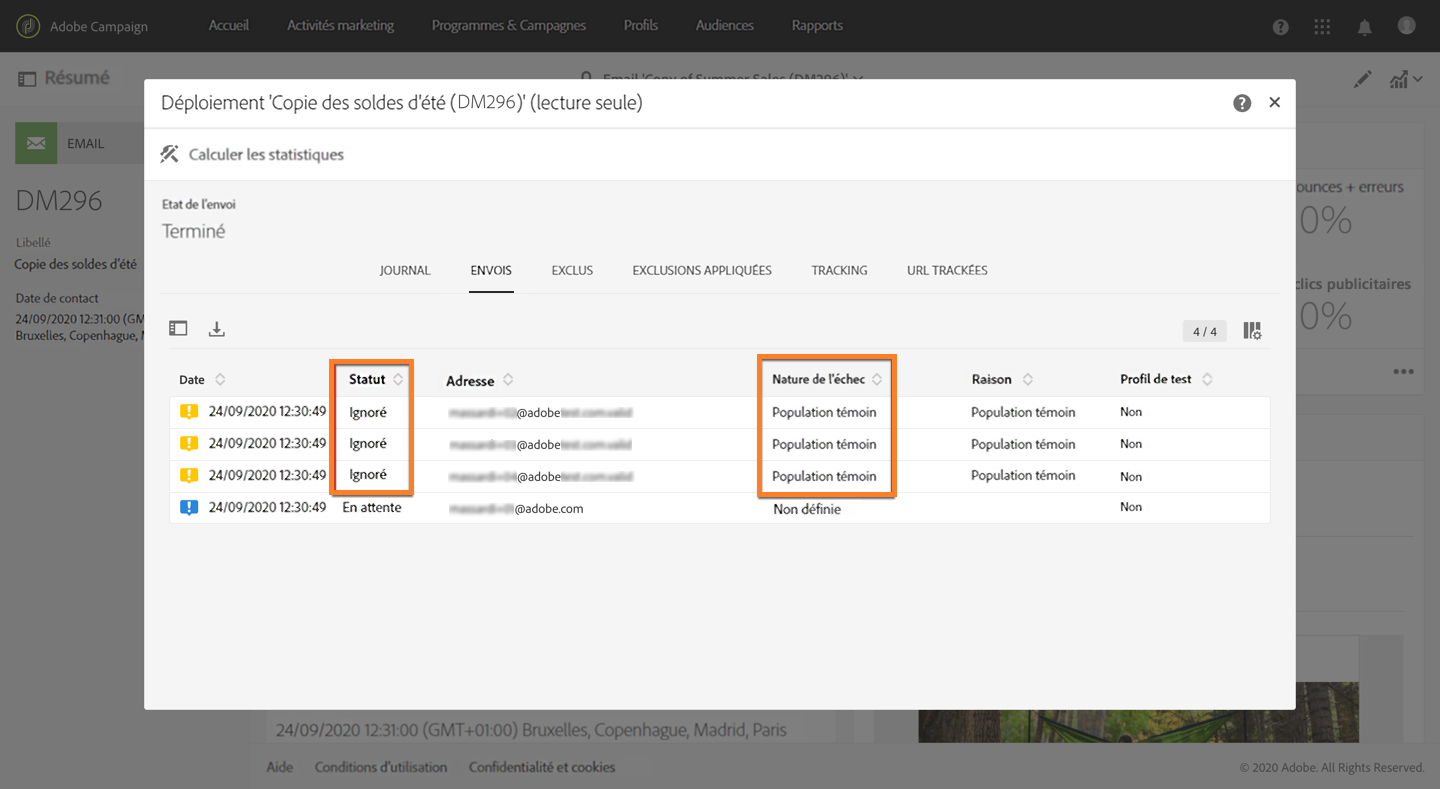 Adobe Campaign Accueil Activités marketing Programmes & Campagnes Profils Audiences Rapports
Résumé
Email 'Copy of Summer Sales (DM296)'
Déploiement 'Copie des soldes d'été (DM296)' (lecture seule)
EMAIL
Calculer les statistiques
DM296
ounces + erreurs
Etat de l'envoi
0%
Terminé
Libellé
Copie des soldes d'été
JOURNAL ENVOIS EXCLUS EXCLUSIONS APPLIQUÉES TRACKING URL TRACKÉES
clics publicitaires
Date de contact
24/09/2020 12:31:00 (GM
Bruxelles, Copenhague,
0%
4 / 4
Date Statut Adresse Nature de l'échec Raison Profil de test
24/09/2020 12:30:49 Ignoré @adobe Population témoin Population témoin Non
24/09/2020 12:30:49 Ignoré @adobe Population témoin Population témoin Non
24/09/2020 12:30:49 Ignoré @adobe Population témoin Population témoin Non
24/09/2020 12:30:49 En attente @adobe.com Non définie Non
24/09/2020 12:31:00 (GMT+01:00) Bruxelles, Copenhague, Madrid, Paris
Aide Conditions d'utilisation Confidentialité et cookies © 2020 Adobe. All Rights Reserved.